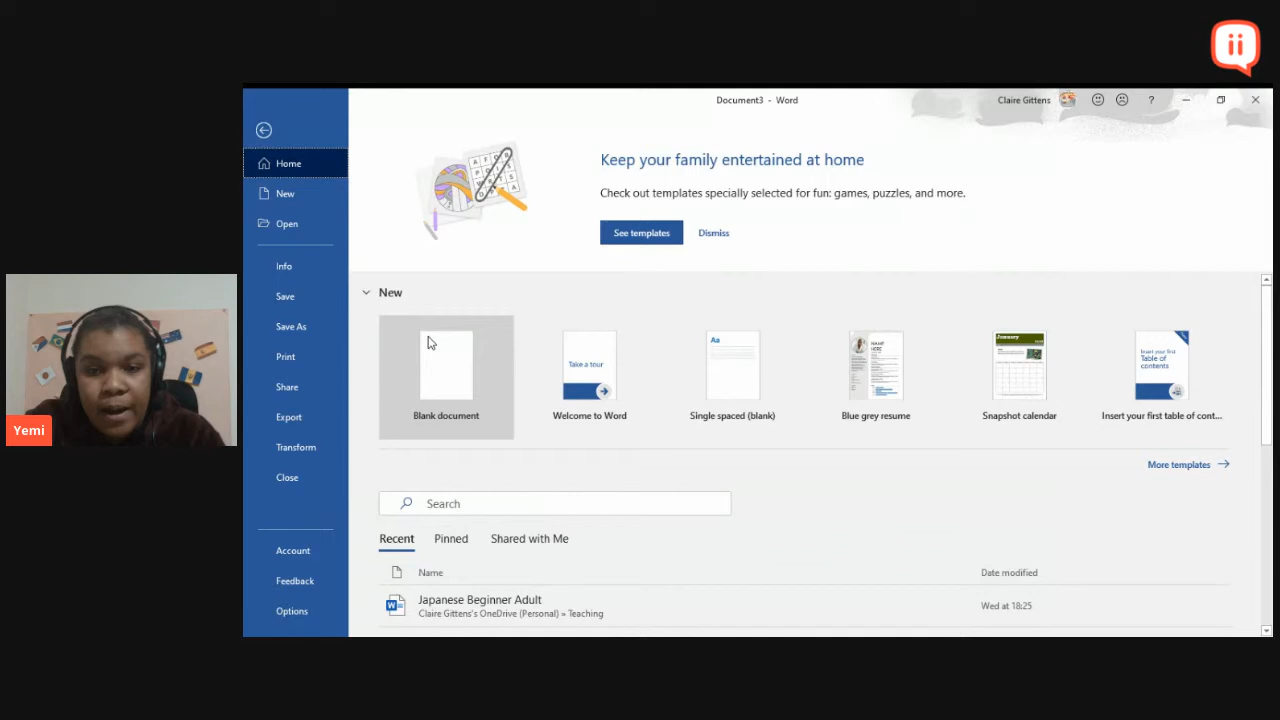 Document3 - Word
Claire Gittens
?
Home
New
Open
Info
Save
Save As
Print
Share
Export
Transform
Close
Account
Feedback
Options
Keep your family entertained at home
Check out templates specially selected for fun: games, puzzles, and more.
See templates
Dismiss
New
Take a tour
Aa
NAME HERE
January
Insert your first
Table of
contents
Blank document
Welcome to Word
Single spaced (blank)
Blue grey resume
Snapshot calendar
Insert your first table of cont...
More templates
Search
Recent
Pinned
Shared with Me
Name
Date modified
Japanese Beginner Adult
Claire Gittens's OneDrive (Personal) » Teaching
Wed at 18:25
Yemi